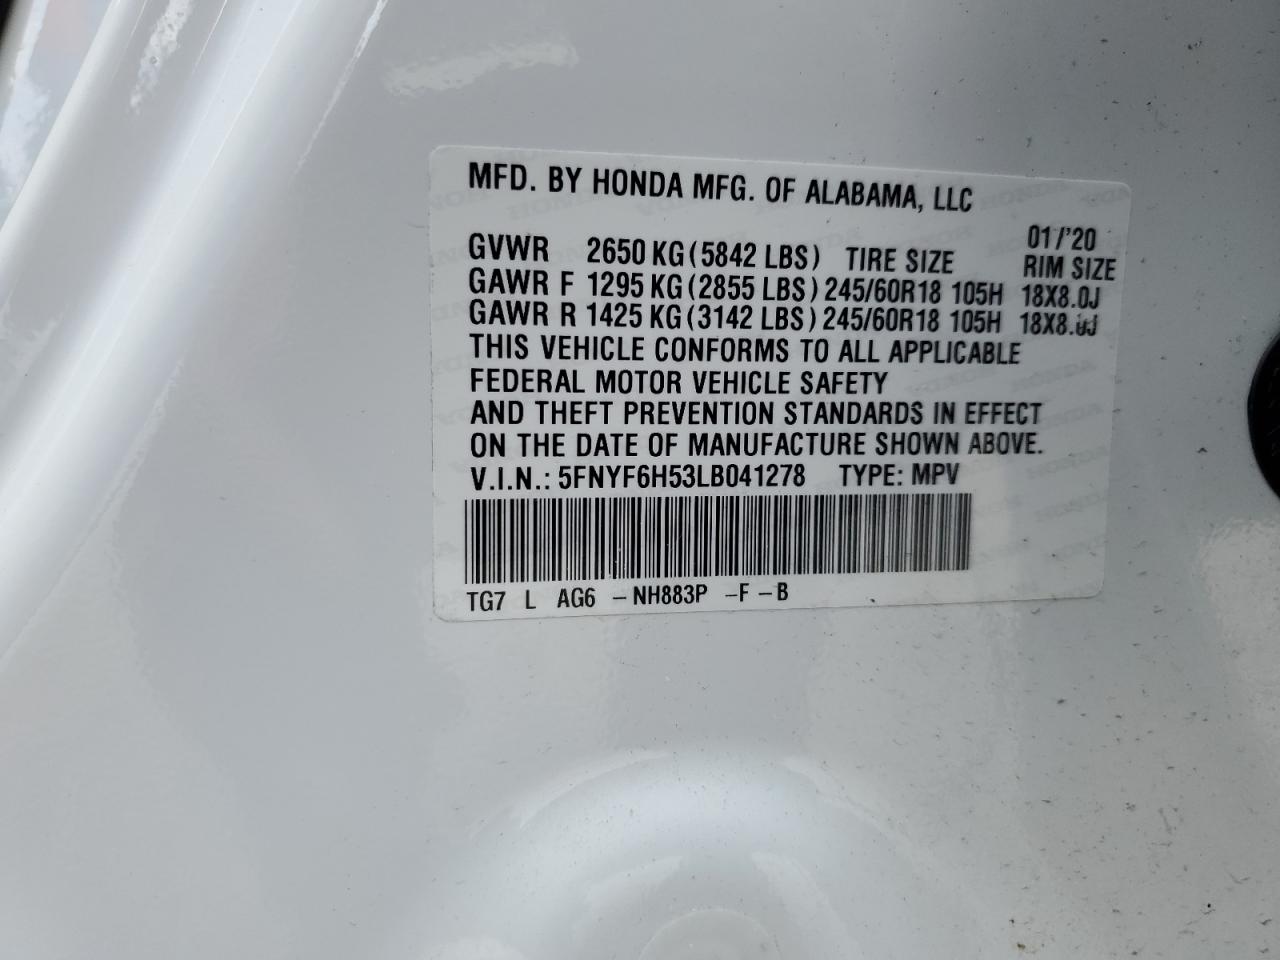 MFD. BY HONDA MFG. OF ALABAMA, LLC
01/'20
GVWR 2650 KG (5842 LBS) TIRE SIZE RIM SIZE
GAWR F 1295 KG (2855 LBS) 245/60R18 105H 18X8.0J
GAWR R 1425 KG (3142 LBS) 245/60R18 105H 18X8.0J
THIS VEHICLE CONFORMS TO ALL APPLICABLE
FEDERAL MOTOR VEHICLE SAFETY
AND THEFT PREVENTION STANDARDS IN EFFECT
ON THE DATE OF MANUFACTURE SHOWN ABOVE.
V.I.N.: 5FNYF6H53LB041278 TYPE: MPV
TG7 L AG6 -NH883P -F-B